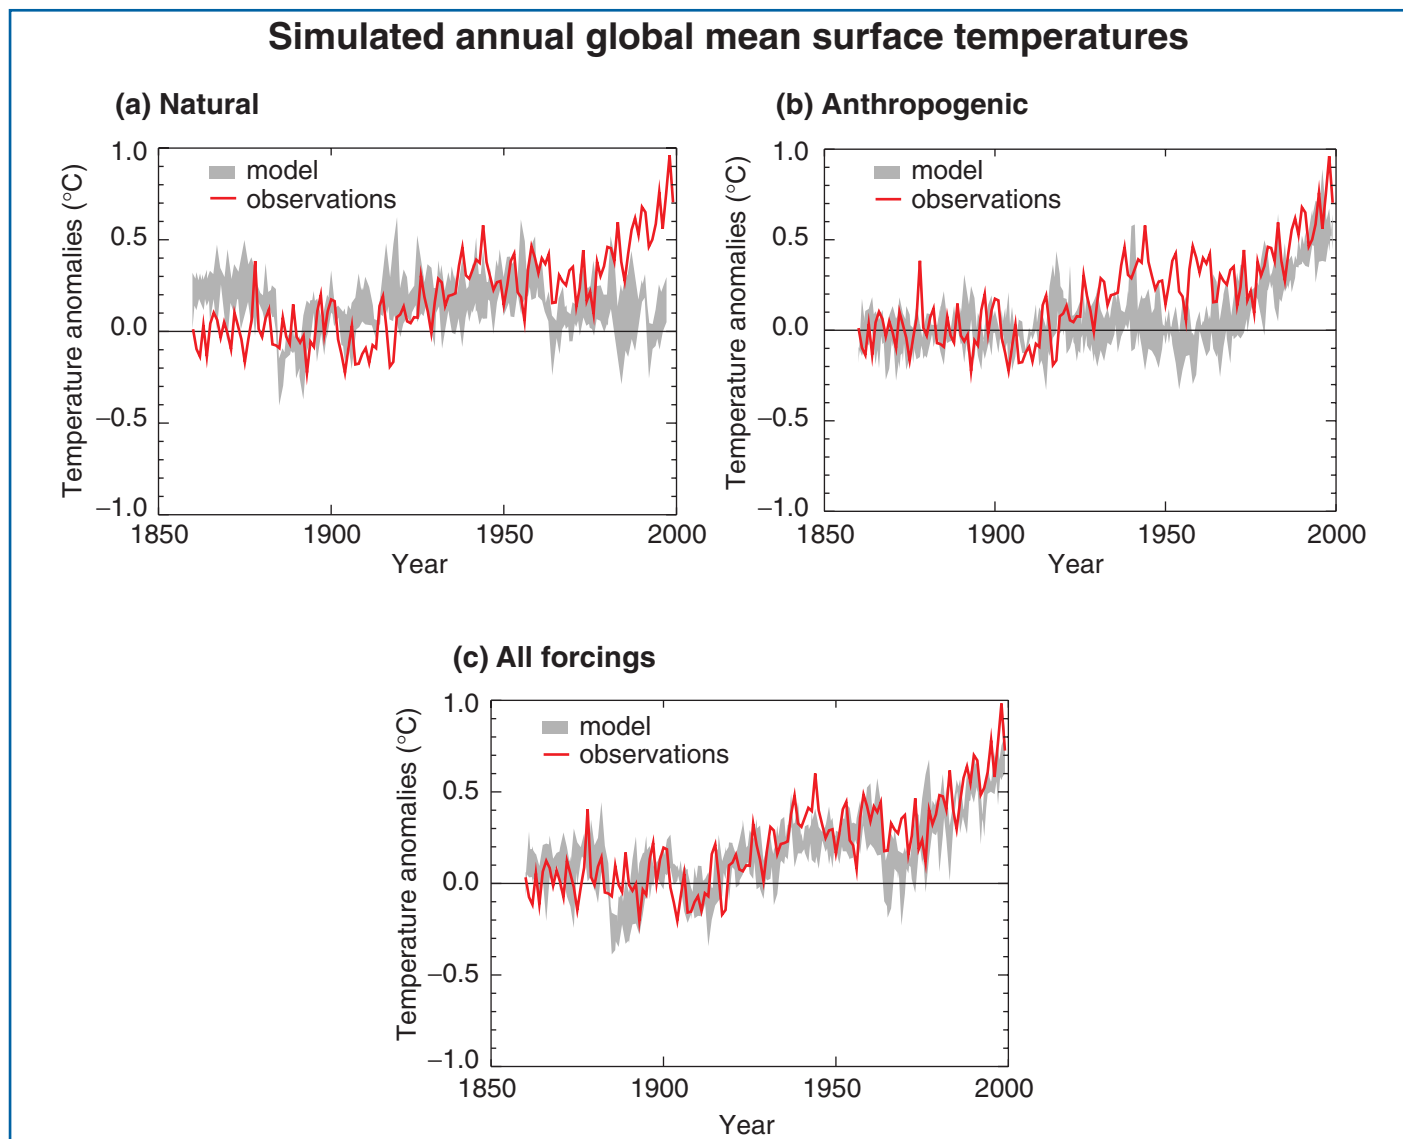 Simulated annual global mean surface temperatures
(a) Natural
Temperature anomalies (°C)
1.0
0.5
0.0
−0.5
−1.0
model
observations
1850
1900
1950
2000
Year
(b) Anthropogenic
Temperature anomalies (°C)
1.0
0.5
0.0
−0.5
−1.0
model
observations
1850
1900
1950
2000
Year
(c) All forcings
Temperature anomalies (°C)
1.0
0.5
0.0
−0.5
−1.0
model
observations
1850
1900
1950
2000
Year